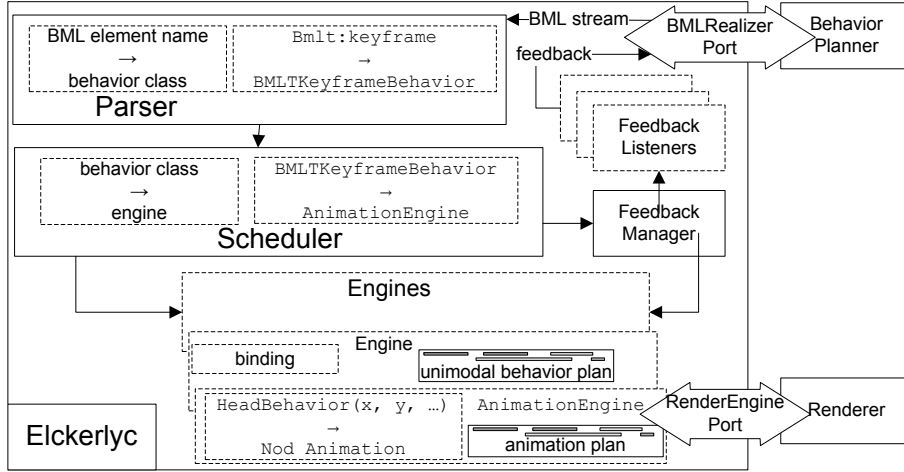 BML element name
→
behavior class
Bmlt:keyframe
→
BMLTKeyframeBehavior
Parser
BML stream
feedback
BMLRealizer
Port
Behavior
Planner
Feedback
Listeners
behavior class
→
engine
BMLTKeyframeBehavior
→
AnimationEngine
Scheduler
Feedback
Manager
Engines
Engine
binding
unimodal behavior plan
HeadBehavior(x, y, …)
→
Nod Animation
AnimationEngine
animation plan
RenderEngine
Port
Renderer
Elckerlyc